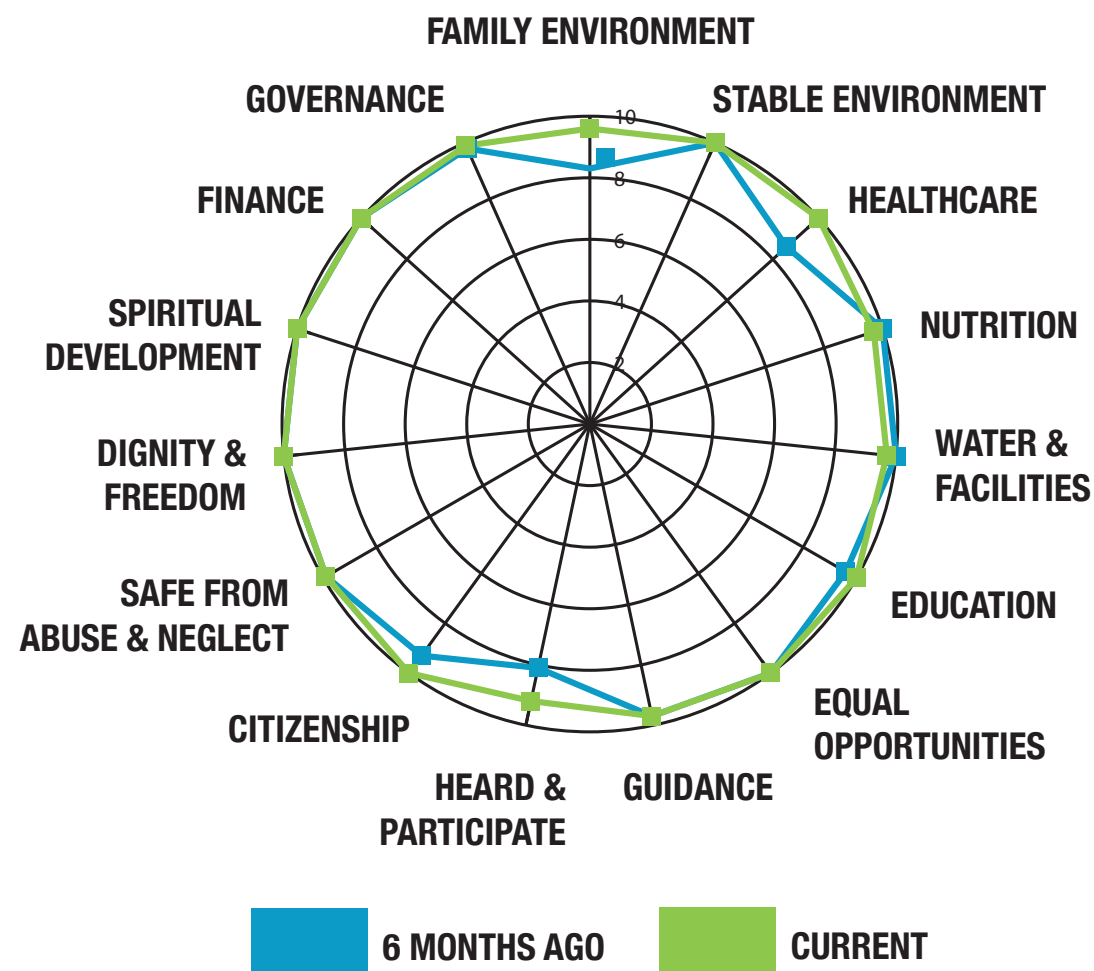 FAMILY ENVIRONMENT
GOVERNANCE
STABLE ENVIRONMENT
10
8
6
4
2
FINANCE
HEALTHCARE
SPIRITUAL
DEVELOPMENT
NUTRITION
DIGNITY &
FREEDOM
WATER &
FACILITIES
SAFE FROM
ABUSE & NEGLECT
EDUCATION
CITIZENSHIP
EQUAL
OPPORTUNITIES
HEARD &
PARTICIPATE
GUIDANCE
6 MONTHS AGO
CURRENT